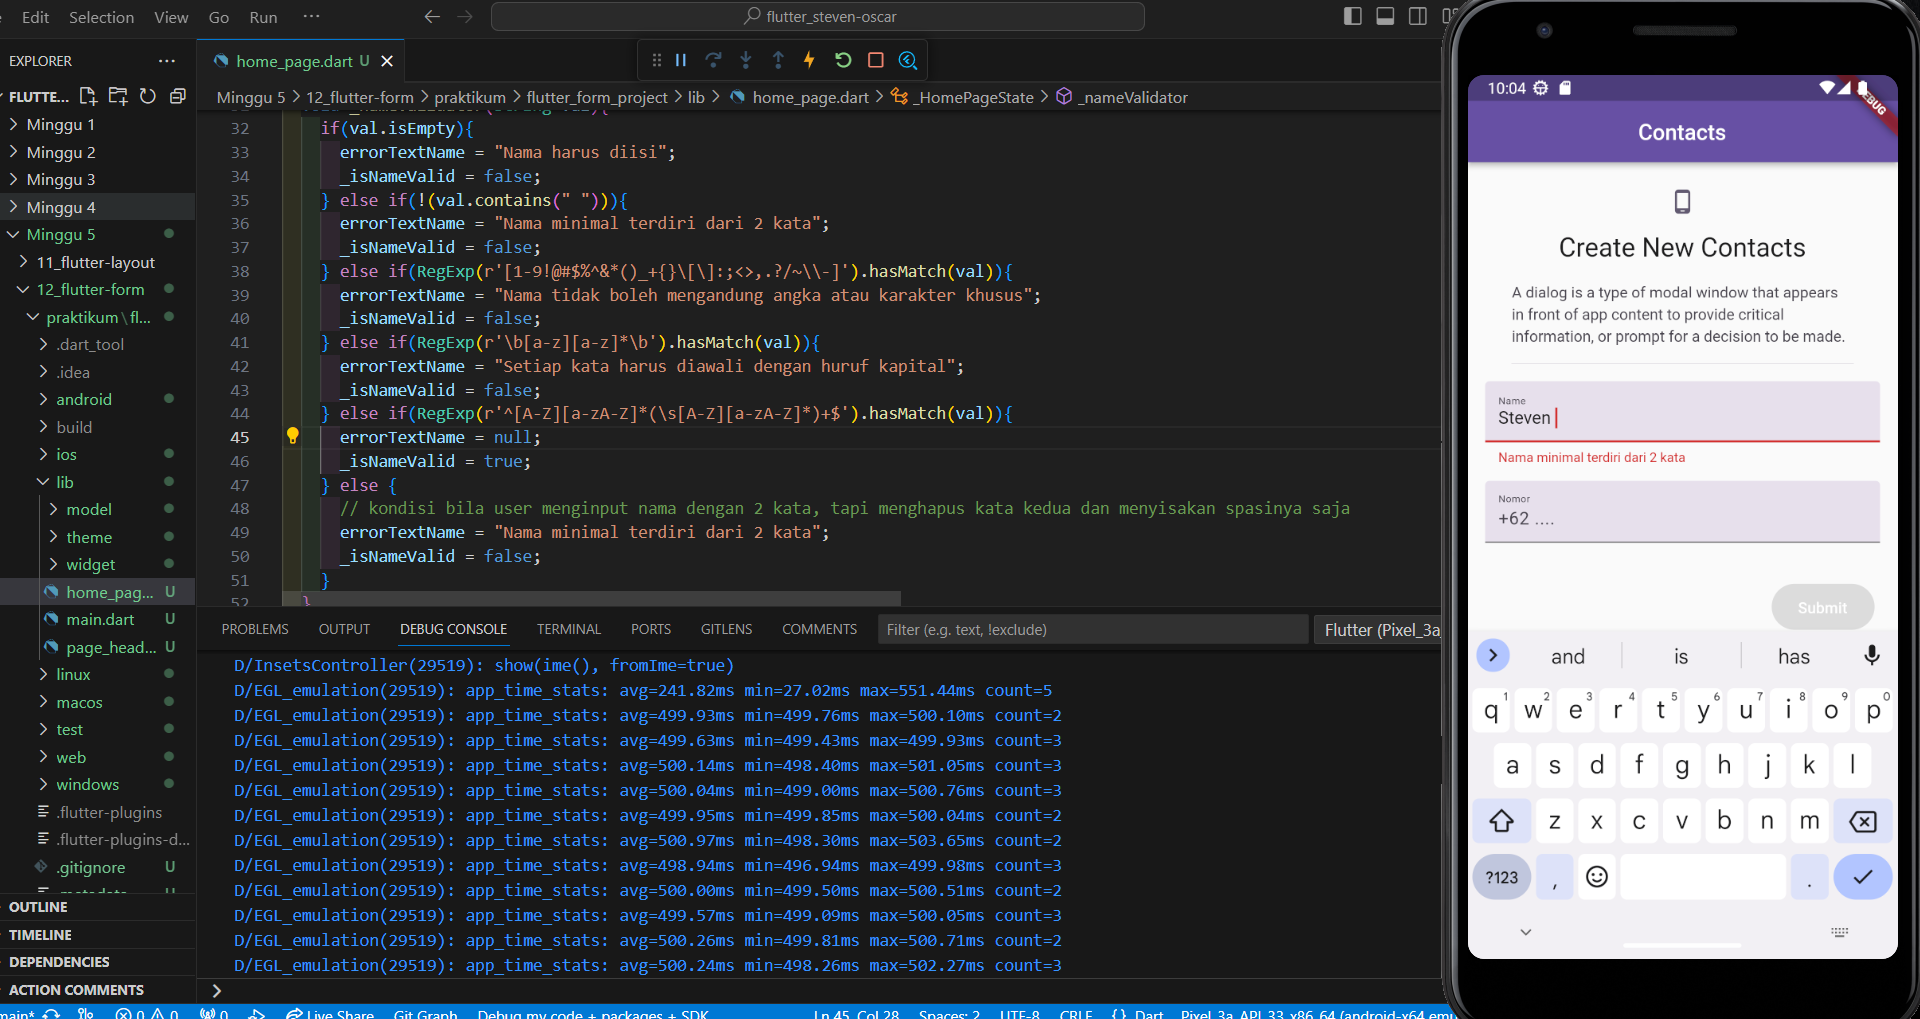 Edit Selection View Go Run ···
flutter_steven-oscar
EXPLORER ···
FLUTTE...
Minggu 1
Minggu 2
Minggu 3
Minggu 4
Minggu 5
11_flutter-layout
12_flutter-form
praktikum\fl...
.dart_tool
.idea
android
build
ios
lib
model
theme
widget
home_pag... U
main.dart U
page_head... U
linux
macos
test
web
windows
.flutter-plugins
.flutter-plugins-d...
.gitignore U
OUTLINE
TIMELINE
DEPENDENCIES
ACTION COMMENTS
home_page.dart U
Minggu 5 > 12_flutter-form > praktikum > flutter_form_project > lib > home_page.dart > _HomePageState > _nameValidator
32 if(val.isEmpty){
33 errorTextName = "Nama harus diisi";
34 _isNameValid = false;
35 } else if(!(val.contains(" "))){
36 errorTextName = "Nama minimal terdiri dari 2 kata";
37 _isNameValid = false;
38 } else if(RegExp(r'[1-9!@#$%^&*()_+{}\[\]:;<>,.?/~\\-]').hasMatch(val)){
39 errorTextName = "Nama tidak boleh mengandung angka atau karakter khusus";
40 _isNameValid = false;
41 } else if(RegExp(r'\b[a-z][a-z]*\b').hasMatch(val)){
42 errorTextName = "Setiap kata harus diawali dengan huruf kapital";
43 _isNameValid = false;
44 } else if(RegExp(r'^[A-Z][a-zA-Z]*(\s[A-Z][a-zA-Z]*)+$').hasMatch(val)){
45 errorTextName = null;
46 _isNameValid = true;
47 } else {
48 // kondisi bila user menginput nama dengan 2 kata, tapi menghapus kata kedua dan menyisakan spasinya saja
49 errorTextName = "Nama minimal terdiri dari 2 kata";
50 _isNameValid = false;
51 }
52 }
PROBLEMS OUTPUT DEBUG CONSOLE TERMINAL PORTS GITLENS COMMENTS Filter (e.g. text, !exclude) Flutter (Pixel_3a
D/InsetsController(29519): show(ime(), fromIme=true)
D/EGL_emulation(29519): app_time_stats: avg=241.82ms min=27.02ms max=551.44ms count=5
D/EGL_emulation(29519): app_time_stats: avg=499.93ms min=499.76ms max=500.10ms count=2
D/EGL_emulation(29519): app_time_stats: avg=499.63ms min=499.43ms max=499.93ms count=3
D/EGL_emulation(29519): app_time_stats: avg=500.14ms min=498.40ms max=501.05ms count=3
D/EGL_emulation(29519): app_time_stats: avg=500.04ms min=499.00ms max=500.76ms count=3
D/EGL_emulation(29519): app_time_stats: avg=499.95ms min=499.85ms max=500.04ms count=2
D/EGL_emulation(29519): app_time_stats: avg=500.97ms min=498.30ms max=503.65ms count=2
D/EGL_emulation(29519): app_time_stats: avg=498.94ms min=496.94ms max=499.98ms count=3
D/EGL_emulation(29519): app_time_stats: avg=500.00ms min=499.50ms max=500.51ms count=2
D/EGL_emulation(29519): app_time_stats: avg=499.57ms min=499.09ms max=500.05ms count=3
D/EGL_emulation(29519): app_time_stats: avg=500.26ms min=499.81ms max=500.71ms count=2
D/EGL_emulation(29519): app_time_stats: avg=500.24ms min=498.26ms max=502.27ms count=3
main* 0 0 0 Live Share Git Graph Debug my code + packages + SDK Ln 45, Col 28 Spaces: 2 UTF-8 CRLF {} Dart Pixel_3a_API_33_x86_64 (android-x64 emu
10:04
Contacts
Create New Contacts
A dialog is a type of modal window that appears
in front of app content to provide critical
information, or prompt for a decision to be made.
Name
Steven
Nama minimal terdiri dari 2 kata
Nomor
+62 ....
Submit
and is has
q1 w2 e3 r4 t5 y6 u7 i8 o9 p0
a s d f g h j k l
z x c v b n m
?123 , .